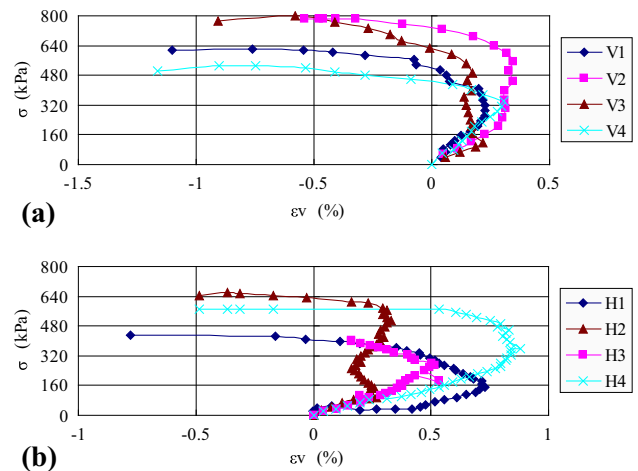 800
640
480
320
160
0
σ (kPa)
-1.5
-1
-0.5
0
0.5
εv (%)
V1
V2
V3
V4
(a)
800
640
480
320
160
0
σ (kPa)
-1
-0.5
0
0.5
1
εv (%)
H1
H2
H3
H4
(b)